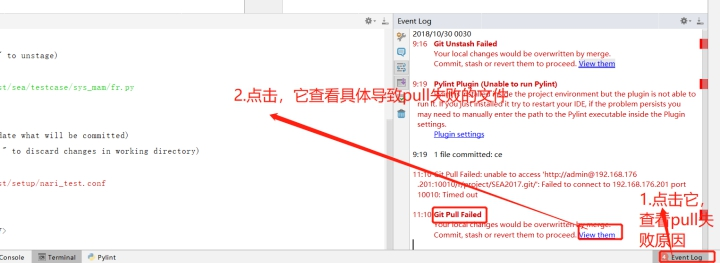 Event Log
2018/10/30 0030
9:16 Git Unstash Failed
Your local changes would be overwritten by merge.
Commit, stash or revert them to proceed. View them
" to unstage)
9:19 Pylint Plugin (Unable to run Pylint)
st/sea/testcase/sys_mam/fr.py
2.点击，它查看具体导致pull失败的文件
the project environment but the plugin is not able to
run it. If you just installed it try to restart your IDE, if the problem persists you
may need to manually enter the path to the Pylint executable inside the Plugin
settings.
Plugin settings
date what will be committed)
" to discard changes in working directory)
9:19 1 file committed: ce
11:10 Git Pull Failed: unable to access 'http://admin@192.168.176
.201:10010/r/project/SEA2017.git/': Failed to connect to 192.168.176.201 port
10010: Timed out
st/setup/nari_test.conf
11:10 Git Pull Failed
Your local changes would be overwritten by merge.
Commit, stash or revert them to proceed. View them
1.点击它，
查看pull失
败原因
Console
Terminal
Pylint
Event Log